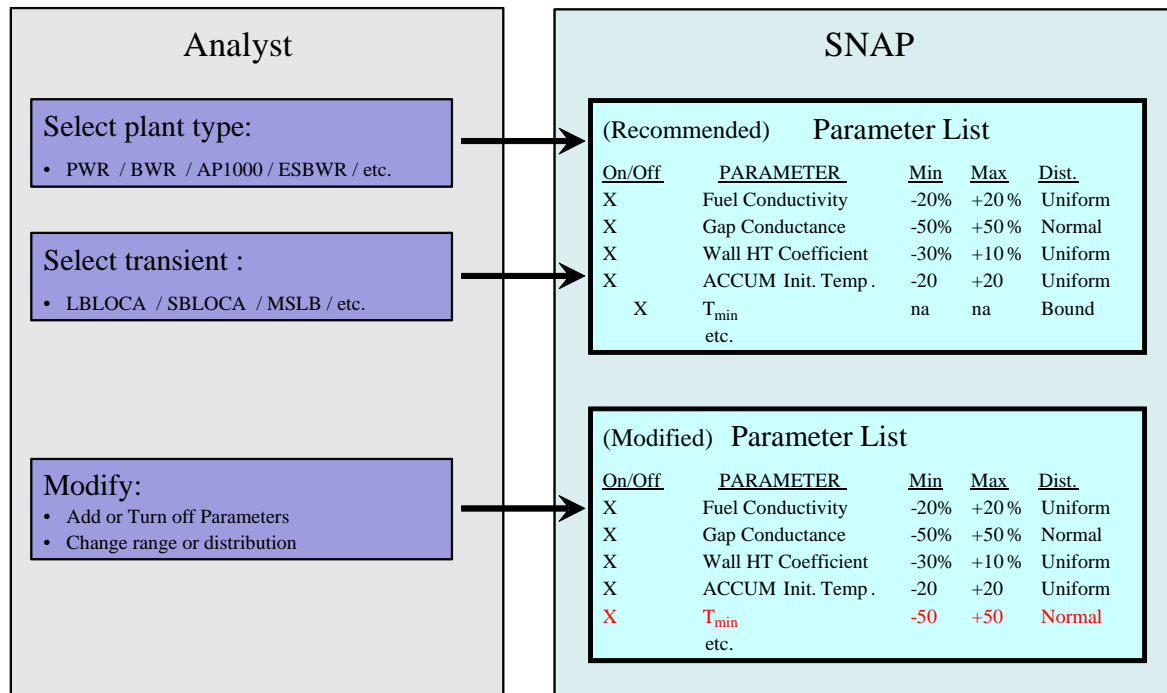 Analyst
Select plant type:
• PWR / BWR / AP1000 / ESBWR / etc.
Select transient :
• LBLOCA / SBLOCA / MSLB / etc.
Modify:
• Add or Turn off Parameters
• Change range or distribution
SNAP
(Recommended) Parameter List
On/Off PARAMETER Min Max Dist.
X Fuel Conductivity -20% +20% Uniform
X Gap Conductance -50% +50% Normal
X Wall HT Coefficient -30% +10% Uniform
X ACCUM Init. Temp. -20 +20 Uniform
X Tmin na na Bound
etc.
(Modified) Parameter List
On/Off PARAMETER Min Max Dist.
X Fuel Conductivity -20% +20% Uniform
X Gap Conductance -50% +50% Normal
X Wall HT Coefficient -30% +10% Uniform
X ACCUM Init. Temp. -20 +20 Uniform
X Tmin -50 +50 Normal
etc.